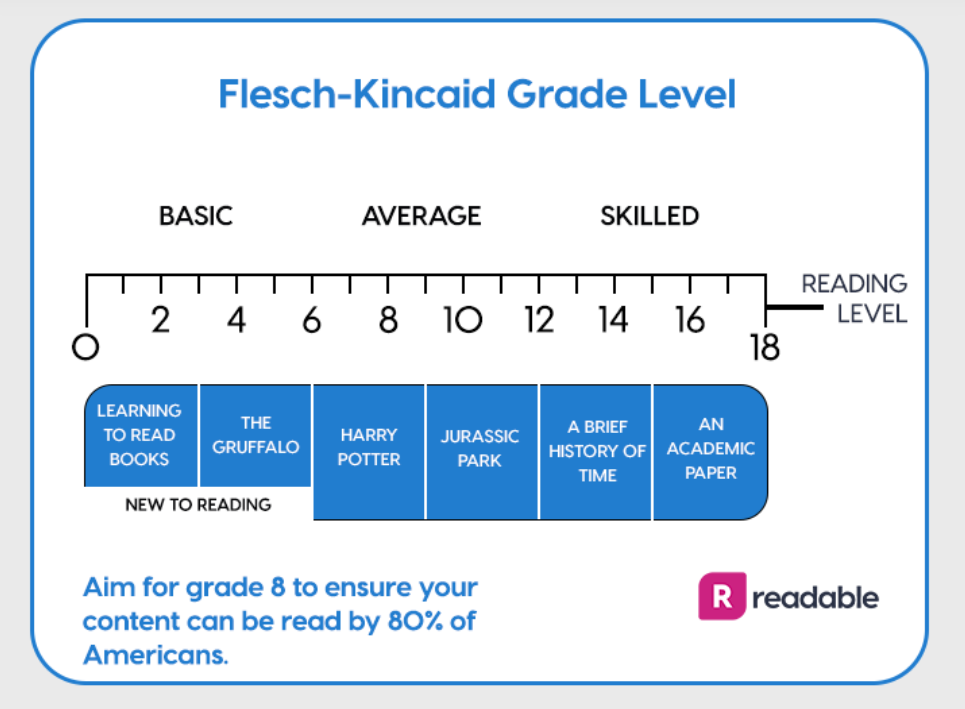 Flesch-Kincaid Grade Level
BASIC AVERAGE SKILLED
READING
LEVEL
2 4 6 8 10 12 14 16
0 18
LEARNING
TO READ
BOOKS
THE
GRUFFALO
HARRY
POTTER
JURASSIC
PARK
A BRIEF
HISTORY OF
TIME
AN
ACADEMIC
PAPER
NEW TO READING
Aim for grade 8 to ensure your
content can be read by 80% of
Americans.
R readable